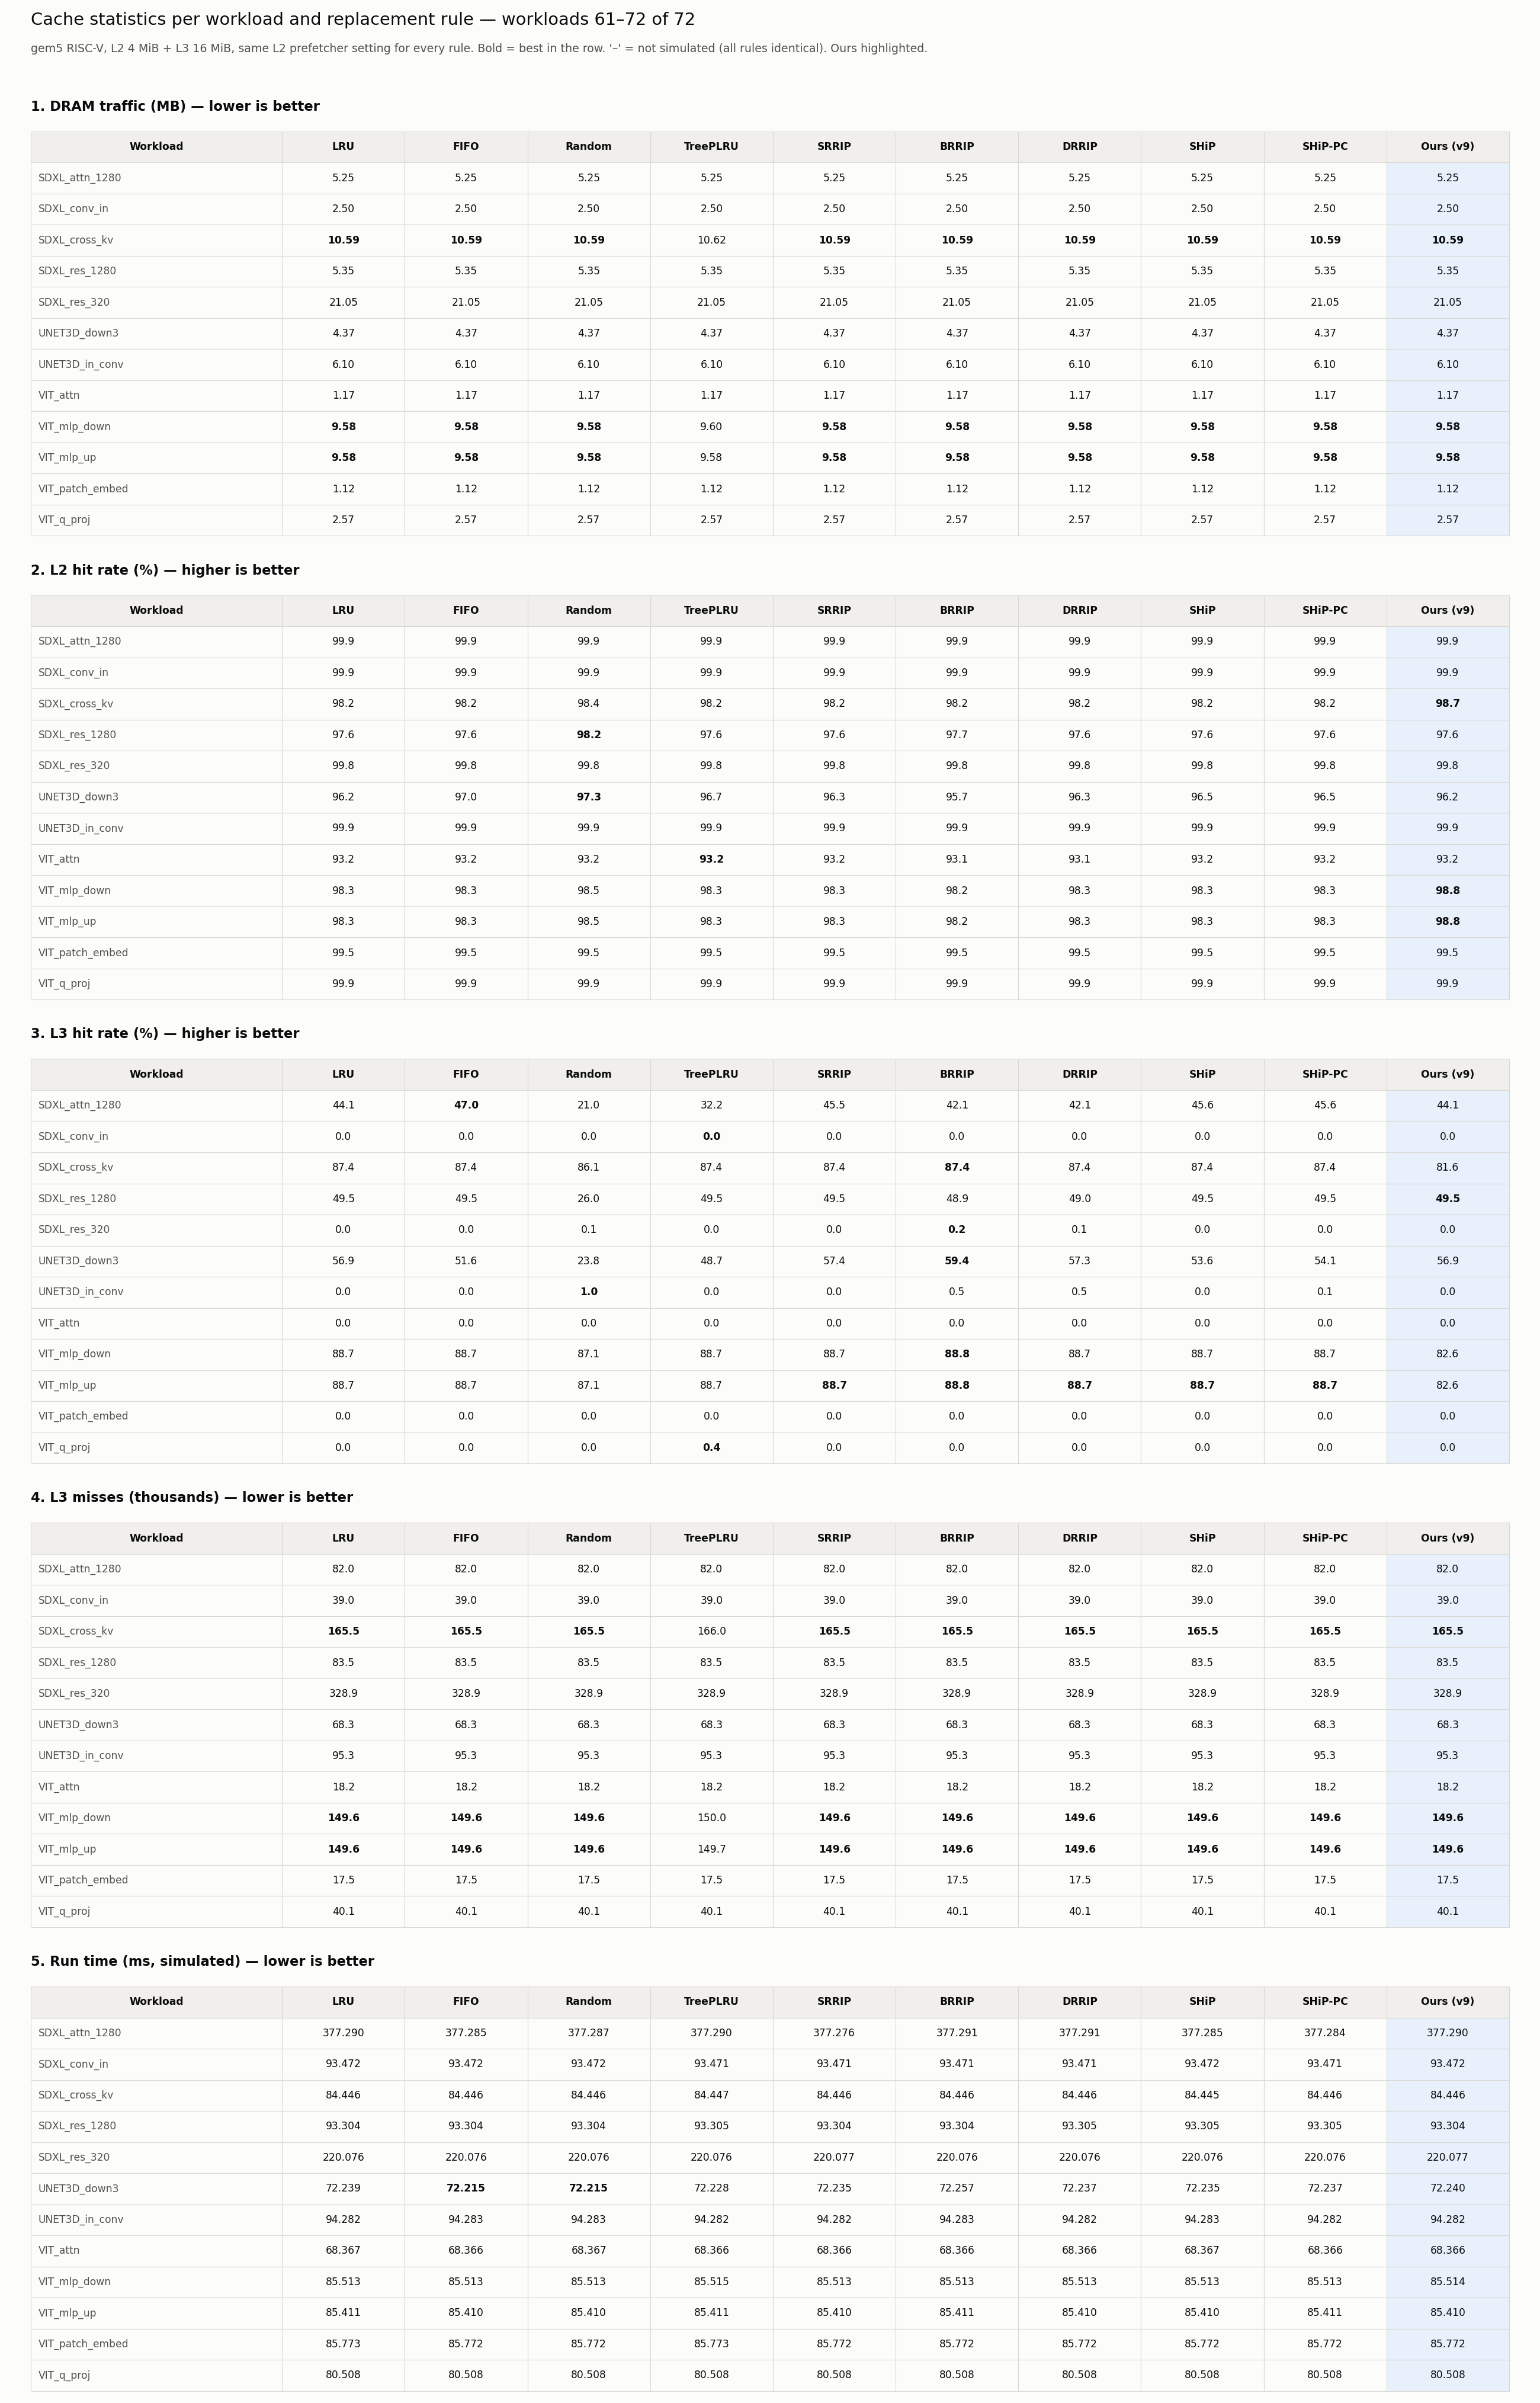 Cache statistics per workload and replacement rule — workloads 61–72 of 72
gem5 RISC-V, L2 4 MiB + L3 16 MiB, same L2 prefetcher setting for every rule. Bold = best in the row. '–' = not simulated (all rules identical). Ours highlighted.
1. DRAM traffic (MB) — lower is better
Workload LRU FIFO Random TreePLRU SRRIP BRRIP DRRIP SHiP SHiP-PC Ours (v9)
SDXL_attn_1280 5.25 5.25 5.25 5.25 5.25 5.25 5.25 5.25 5.25 5.25
SDXL_conv_in 2.50 2.50 2.50 2.50 2.50 2.50 2.50 2.50 2.50 2.50
SDXL_cross_kv 10.59 10.59 10.59 10.62 10.59 10.59 10.59 10.59 10.59 10.59
SDXL_res_1280 5.35 5.35 5.35 5.35 5.35 5.35 5.35 5.35 5.35 5.35
SDXL_res_320 21.05 21.05 21.05 21.05 21.05 21.05 21.05 21.05 21.05 21.05
UNET3D_down3 4.37 4.37 4.37 4.37 4.37 4.37 4.37 4.37 4.37 4.37
UNET3D_in_conv 6.10 6.10 6.10 6.10 6.10 6.10 6.10 6.10 6.10 6.10
VIT_attn 1.17 1.17 1.17 1.17 1.17 1.17 1.17 1.17 1.17 1.17
VIT_mlp_down 9.58 9.58 9.58 9.60 9.58 9.58 9.58 9.58 9.58 9.58
VIT_mlp_up 9.58 9.58 9.58 9.58 9.58 9.58 9.58 9.58 9.58 9.58
VIT_patch_embed 1.12 1.12 1.12 1.12 1.12 1.12 1.12 1.12 1.12 1.12
VIT_q_proj 2.57 2.57 2.57 2.57 2.57 2.57 2.57 2.57 2.57 2.57
2. L2 hit rate (%) — higher is better
Workload LRU FIFO Random TreePLRU SRRIP BRRIP DRRIP SHiP SHiP-PC Ours (v9)
SDXL_attn_1280 99.9 99.9 99.9 99.9 99.9 99.9 99.9 99.9 99.9 99.9
SDXL_conv_in 99.9 99.9 99.9 99.9 99.9 99.9 99.9 99.9 99.9 99.9
SDXL_cross_kv 98.2 98.2 98.4 98.2 98.2 98.2 98.2 98.2 98.2 98.7
SDXL_res_1280 97.6 97.6 98.2 97.6 97.6 97.7 97.6 97.6 97.6 97.6
SDXL_res_320 99.8 99.8 99.8 99.8 99.8 99.8 99.8 99.8 99.8 99.8
UNET3D_down3 96.2 97.0 97.3 96.7 96.3 95.7 96.3 96.5 96.5 96.2
UNET3D_in_conv 99.9 99.9 99.9 99.9 99.9 99.9 99.9 99.9 99.9 99.9
VIT_attn 93.2 93.2 93.2 93.2 93.2 93.1 93.1 93.2 93.2 93.2
VIT_mlp_down 98.3 98.3 98.5 98.3 98.3 98.2 98.3 98.3 98.3 98.8
VIT_mlp_up 98.3 98.3 98.5 98.3 98.3 98.2 98.3 98.3 98.3 98.8
VIT_patch_embed 99.5 99.5 99.5 99.5 99.5 99.5 99.5 99.5 99.5 99.5
VIT_q_proj 99.9 99.9 99.9 99.9 99.9 99.9 99.9 99.9 99.9 99.9
3. L3 hit rate (%) — higher is better
Workload LRU FIFO Random TreePLRU SRRIP BRRIP DRRIP SHiP SHiP-PC Ours (v9)
SDXL_attn_1280 44.1 47.0 21.0 32.2 45.5 42.1 42.1 45.6 45.6 44.1
SDXL_conv_in 0.0 0.0 0.0 0.0 0.0 0.0 0.0 0.0 0.0 0.0
SDXL_cross_kv 87.4 87.4 86.1 87.4 87.4 87.4 87.4 87.4 87.4 81.6
SDXL_res_1280 49.5 49.5 26.0 49.5 49.5 48.9 49.0 49.5 49.5 49.5
SDXL_res_320 0.0 0.0 0.1 0.0 0.0 0.2 0.1 0.0 0.0 0.0
UNET3D_down3 56.9 51.6 23.8 48.7 57.4 59.4 57.3 53.6 54.1 56.9
UNET3D_in_conv 0.0 0.0 1.0 0.0 0.0 0.5 0.5 0.0 0.1 0.0
VIT_attn 0.0 0.0 0.0 0.0 0.0 0.0 0.0 0.0 0.0 0.0
VIT_mlp_down 88.7 88.7 87.1 88.7 88.7 88.8 88.7 88.7 88.7 82.6
VIT_mlp_up 88.7 88.7 87.1 88.7 88.7 88.8 88.7 88.7 88.7 82.6
VIT_patch_embed 0.0 0.0 0.0 0.0 0.0 0.0 0.0 0.0 0.0 0.0
VIT_q_proj 0.0 0.0 0.0 0.4 0.0 0.0 0.0 0.0 0.0 0.0
4. L3 misses (thousands) — lower is better
Workload LRU FIFO Random TreePLRU SRRIP BRRIP DRRIP SHiP SHiP-PC Ours (v9)
SDXL_attn_1280 82.0 82.0 82.0 82.0 82.0 82.0 82.0 82.0 82.0 82.0
SDXL_conv_in 39.0 39.0 39.0 39.0 39.0 39.0 39.0 39.0 39.0 39.0
SDXL_cross_kv 165.5 165.5 165.5 166.0 165.5 165.5 165.5 165.5 165.5 165.5
SDXL_res_1280 83.5 83.5 83.5 83.5 83.5 83.5 83.5 83.5 83.5 83.5
SDXL_res_320 328.9 328.9 328.9 328.9 328.9 328.9 328.9 328.9 328.9 328.9
UNET3D_down3 68.3 68.3 68.3 68.3 68.3 68.3 68.3 68.3 68.3 68.3
UNET3D_in_conv 95.3 95.3 95.3 95.3 95.3 95.3 95.3 95.3 95.3 95.3
VIT_attn 18.2 18.2 18.2 18.2 18.2 18.2 18.2 18.2 18.2 18.2
VIT_mlp_down 149.6 149.6 149.6 150.0 149.6 149.6 149.6 149.6 149.6 149.6
VIT_mlp_up 149.6 149.6 149.6 149.7 149.6 149.6 149.6 149.6 149.6 149.6
VIT_patch_embed 17.5 17.5 17.5 17.5 17.5 17.5 17.5 17.5 17.5 17.5
VIT_q_proj 40.1 40.1 40.1 40.1 40.1 40.1 40.1 40.1 40.1 40.1
5. Run time (ms, simulated) — lower is better
Workload LRU FIFO Random TreePLRU SRRIP BRRIP DRRIP SHiP SHiP-PC Ours (v9)
SDXL_attn_1280 377.290 377.285 377.287 377.290 377.276 377.291 377.291 377.285 377.284 377.290
SDXL_conv_in 93.472 93.472 93.472 93.471 93.471 93.471 93.471 93.472 93.471 93.472
SDXL_cross_kv 84.446 84.446 84.446 84.447 84.446 84.446 84.446 84.445 84.446 84.446
SDXL_res_1280 93.304 93.304 93.304 93.305 93.304 93.304 93.305 93.305 93.305 93.304
SDXL_res_320 220.076 220.076 220.076 220.076 220.077 220.076 220.076 220.076 220.076 220.077
UNET3D_down3 72.239 72.215 72.215 72.228 72.235 72.257 72.237 72.235 72.237 72.240
UNET3D_in_conv 94.282 94.283 94.283 94.282 94.282 94.283 94.282 94.283 94.282 94.282
VIT_attn 68.367 68.366 68.367 68.366 68.366 68.366 68.366 68.367 68.366 68.366
VIT_mlp_down 85.513 85.513 85.513 85.515 85.513 85.513 85.513 85.513 85.513 85.514
VIT_mlp_up 85.411 85.410 85.410 85.411 85.410 85.411 85.410 85.410 85.411 85.410
VIT_patch_embed 85.773 85.772 85.772 85.773 85.772 85.772 85.772 85.772 85.772 85.772
VIT_q_proj 80.508 80.508 80.508 80.508 80.508 80.508 80.508 80.508 80.508 80.508